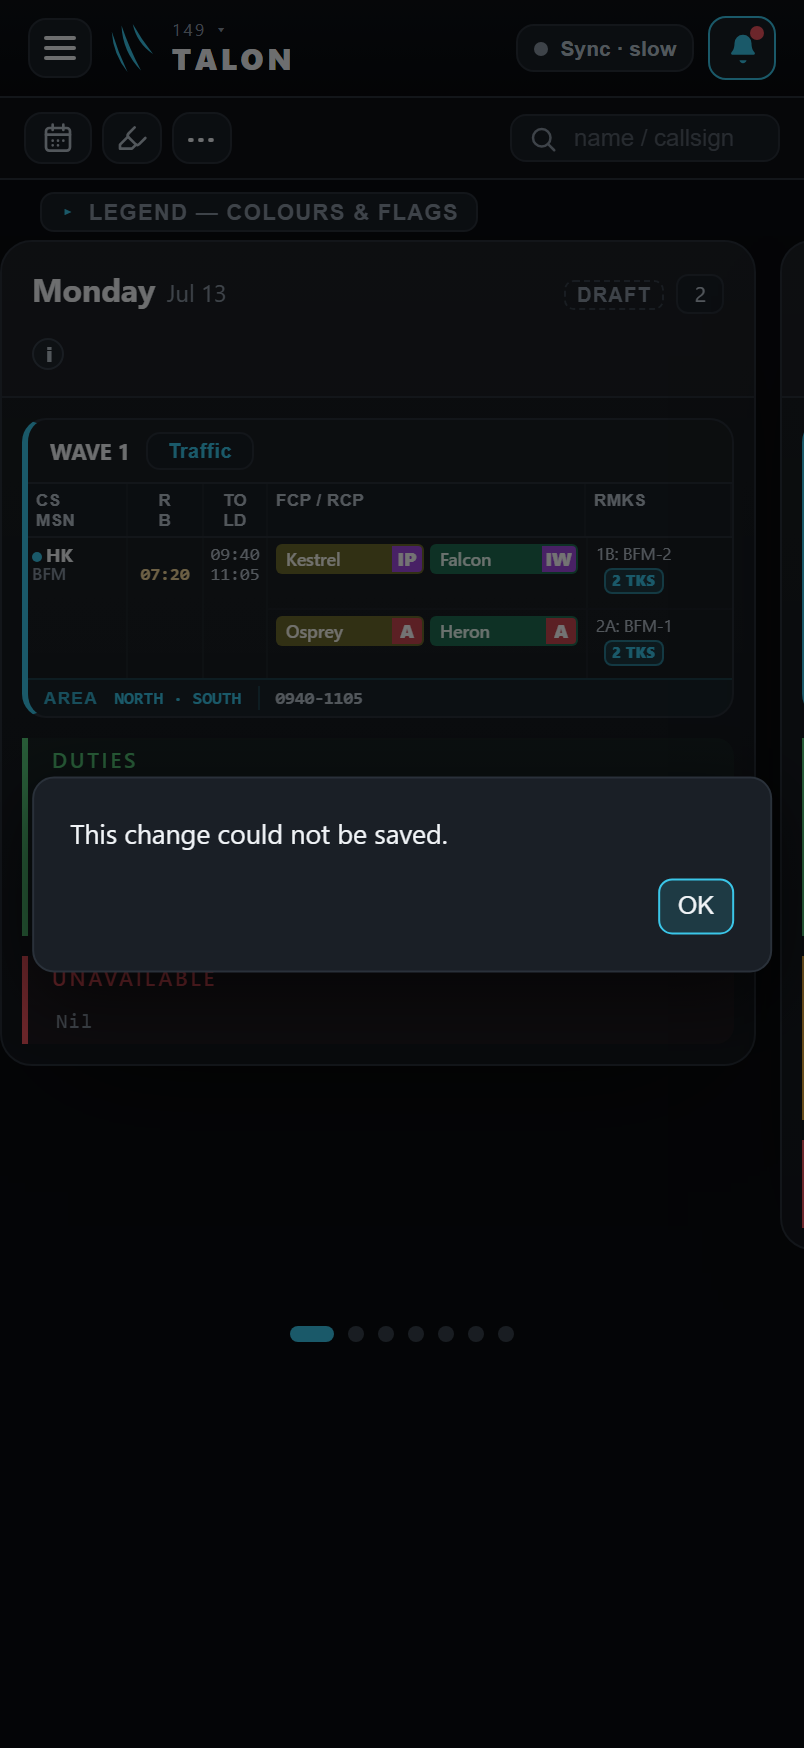 149 ▾
TALON
Sync · slow
name / callsign
▸ LEGEND — COLOURS & FLAGS
Monday Jul 13
DRAFT
2
i
WAVE 1
Traffic
CS
MSN
R
B
TO
LD
FCP / RCP
RMKS
HK
BFM
07:20
09:40
11:05
Kestrel IP
Falcon IW
1B: BFM-2
2 TKS
Osprey A
Heron A
2A: BFM-1
2 TKS
AREA NORTH · SOUTH 0940-1105
DUTIES
This change could not be saved.
OK
UNAVAILABLE
Nil